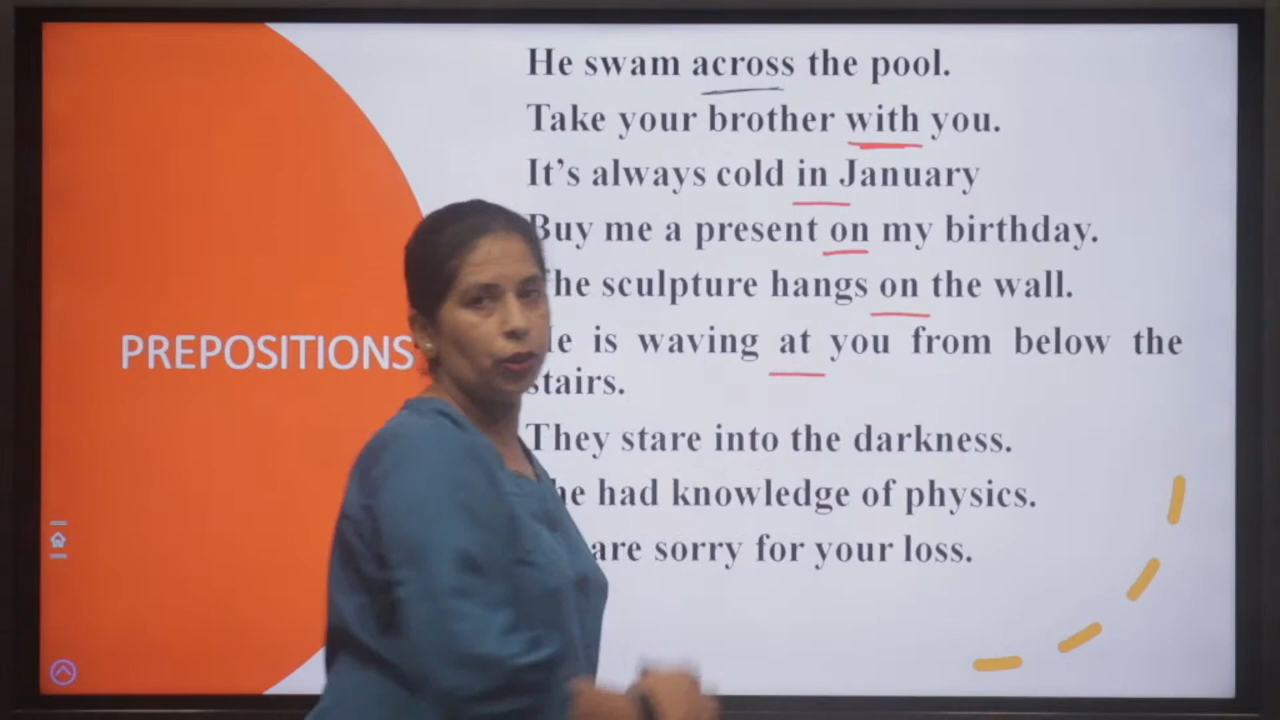 PREPOSITIONS
He swam across the pool.
Take your brother with you.
It's always cold in January
Buy me a present on my birthday.
The sculpture hangs on the wall.
is waving at you from below the
stairs.
They stare into the darkness.
had knowledge of physics.
are sorry for your loss.